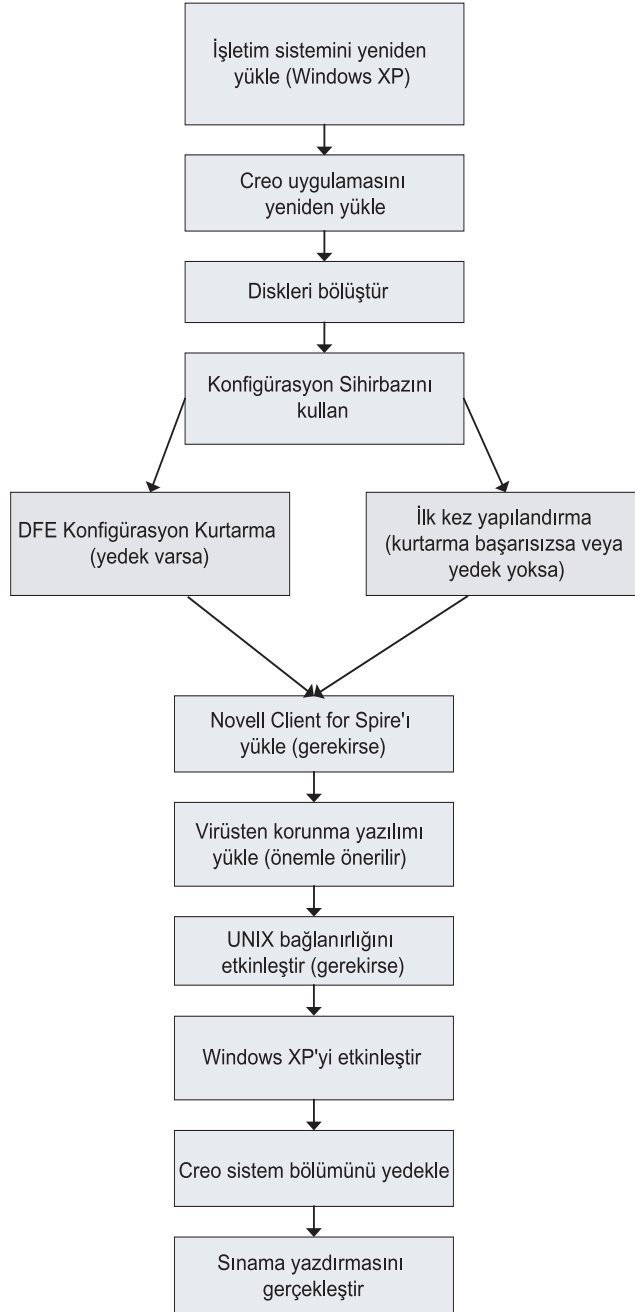 İşletim sistemini yeniden
yükle (Windows XP)
Creo uygulamasını
yeniden yükle
Diskleri bölüştür
Konfigürasyon Sihirbazını
kullan
DFE Konfigürasyon Kurtarma
(yedek varsa)
İlk kez yapılandırma
(kurtarma başarısızsa veya
yedek yoksa)
Novell Client for Spire'ı
yükle (gerekirse)
Virüsten korunma yazılımı
yükle (önemle önerilir)
UNIX bağlanırlığını
etkinleştir (gerekirse)
Windows XP'yi etkinleştir
Creo sistem bölümünü yedekle
Sınama yazdırmasını
gerçekleştir